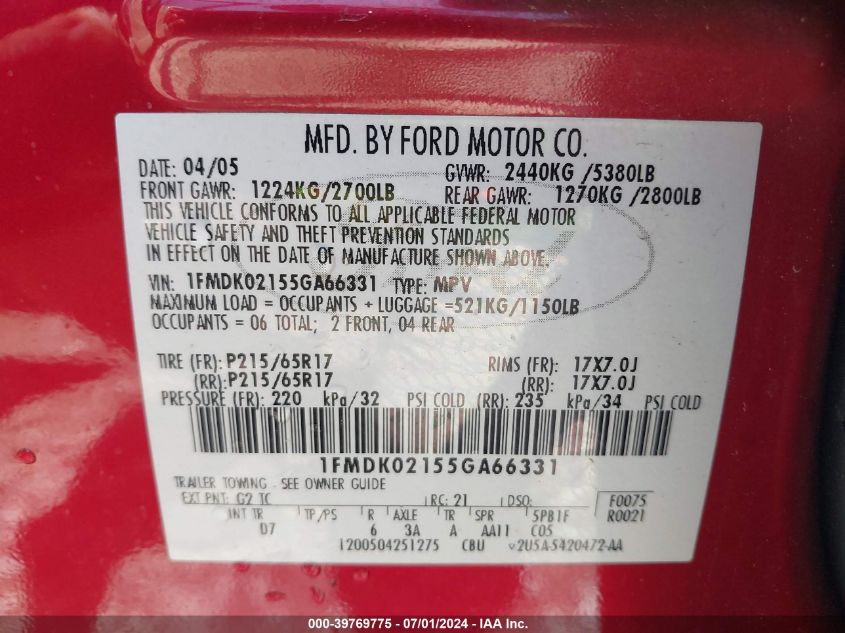 MFD. BY FORD MOTOR CO.
DATE: 04/05 GVWR: 2440KG /5380LB
FRONT GAWR: 1224KG/2700LB REAR GAWR: 1270KG /2800LB
THIS VEHICLE CONFORMS TO ALL APPLICABLE FEDERAL MOTOR
VEHICLE SAFETY AND THEFT PREVENTION STANDARDS
IN EFFECT ON THE DATE OF MANUFACTURE SHOWN ABOVE.
VIN: 1FMDK02155GA66331 TYPE: MPV
MAXIMUM LOAD = OCCUPANTS + LUGGAGE =521KG/1150LB
OCCUPANTS = 06 TOTAL; 2 FRONT, 04 REAR
TIRE (FR): P215/65R17 RIMS (FR): 17X7.0J
(RR): P215/65R17 (RR): 17X7.0J
PRESSURE (FR): 220 kPa/32 PSI COLD (RR): 235 kPa/34 PSI COLD
1FMDK02155GA66331
TRAILER TOWING - SEE OWNER GUIDE
EXT PNT: G2 TC RC: 21 DSO: F0075
INT TR TP/PS R AXLE TR SPR 5PB1F R0021
D7 6 3A A AA11 C05
1200504251275 CBU 2U5A-5420472-AA
000-39769775 - 07/01/2024 - IAA Inc.